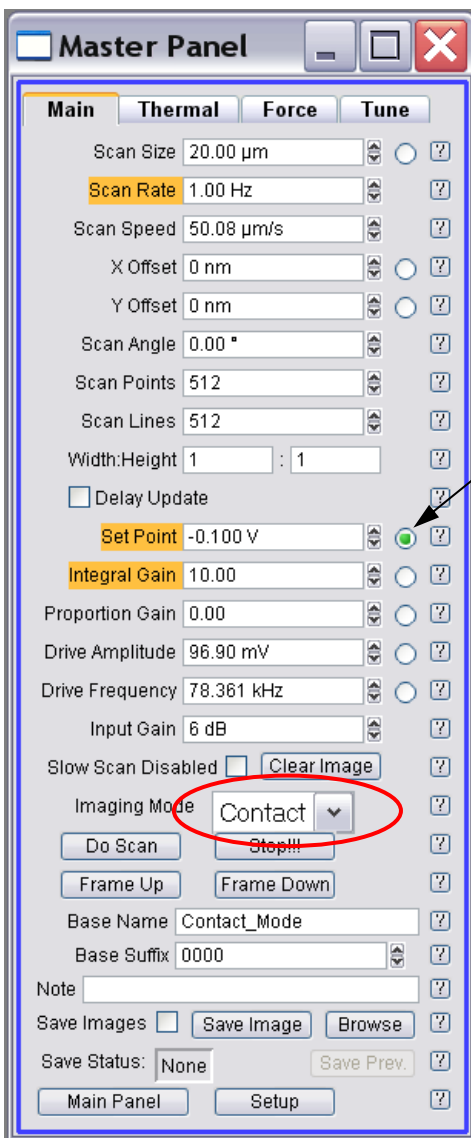 Master Panel
Main Thermal Force Tune
Scan Size 20.00 µm ?
Scan Rate 1.00 Hz ?
Scan Speed 50.08 µm/s ?
X Offset 0 nm ?
Y Offset 0 nm ?
Scan Angle 0.00 ° ?
Scan Points 512 ?
Scan Lines 512 ?
Width:Height 1 : 1 ?
Delay Update ?
Set Point -0.100 V ?
Integral Gain 10.00 ?
Proportion Gain 0.00 ?
Drive Amplitude 96.90 mV ?
Drive Frequency 78.361 kHz ?
Input Gain 6 dB ?
Slow Scan Disabled Clear Image ?
Imaging Mode Contact ?
Do Scan Stop!!! ?
Frame Up Frame Down ?
Base Name Contact_Mode ?
Base Suffix 0000 ?
Note ?
Save Images Save Image Browse ?
Save Status: None Save Prev. ?
Main Panel Setup ?